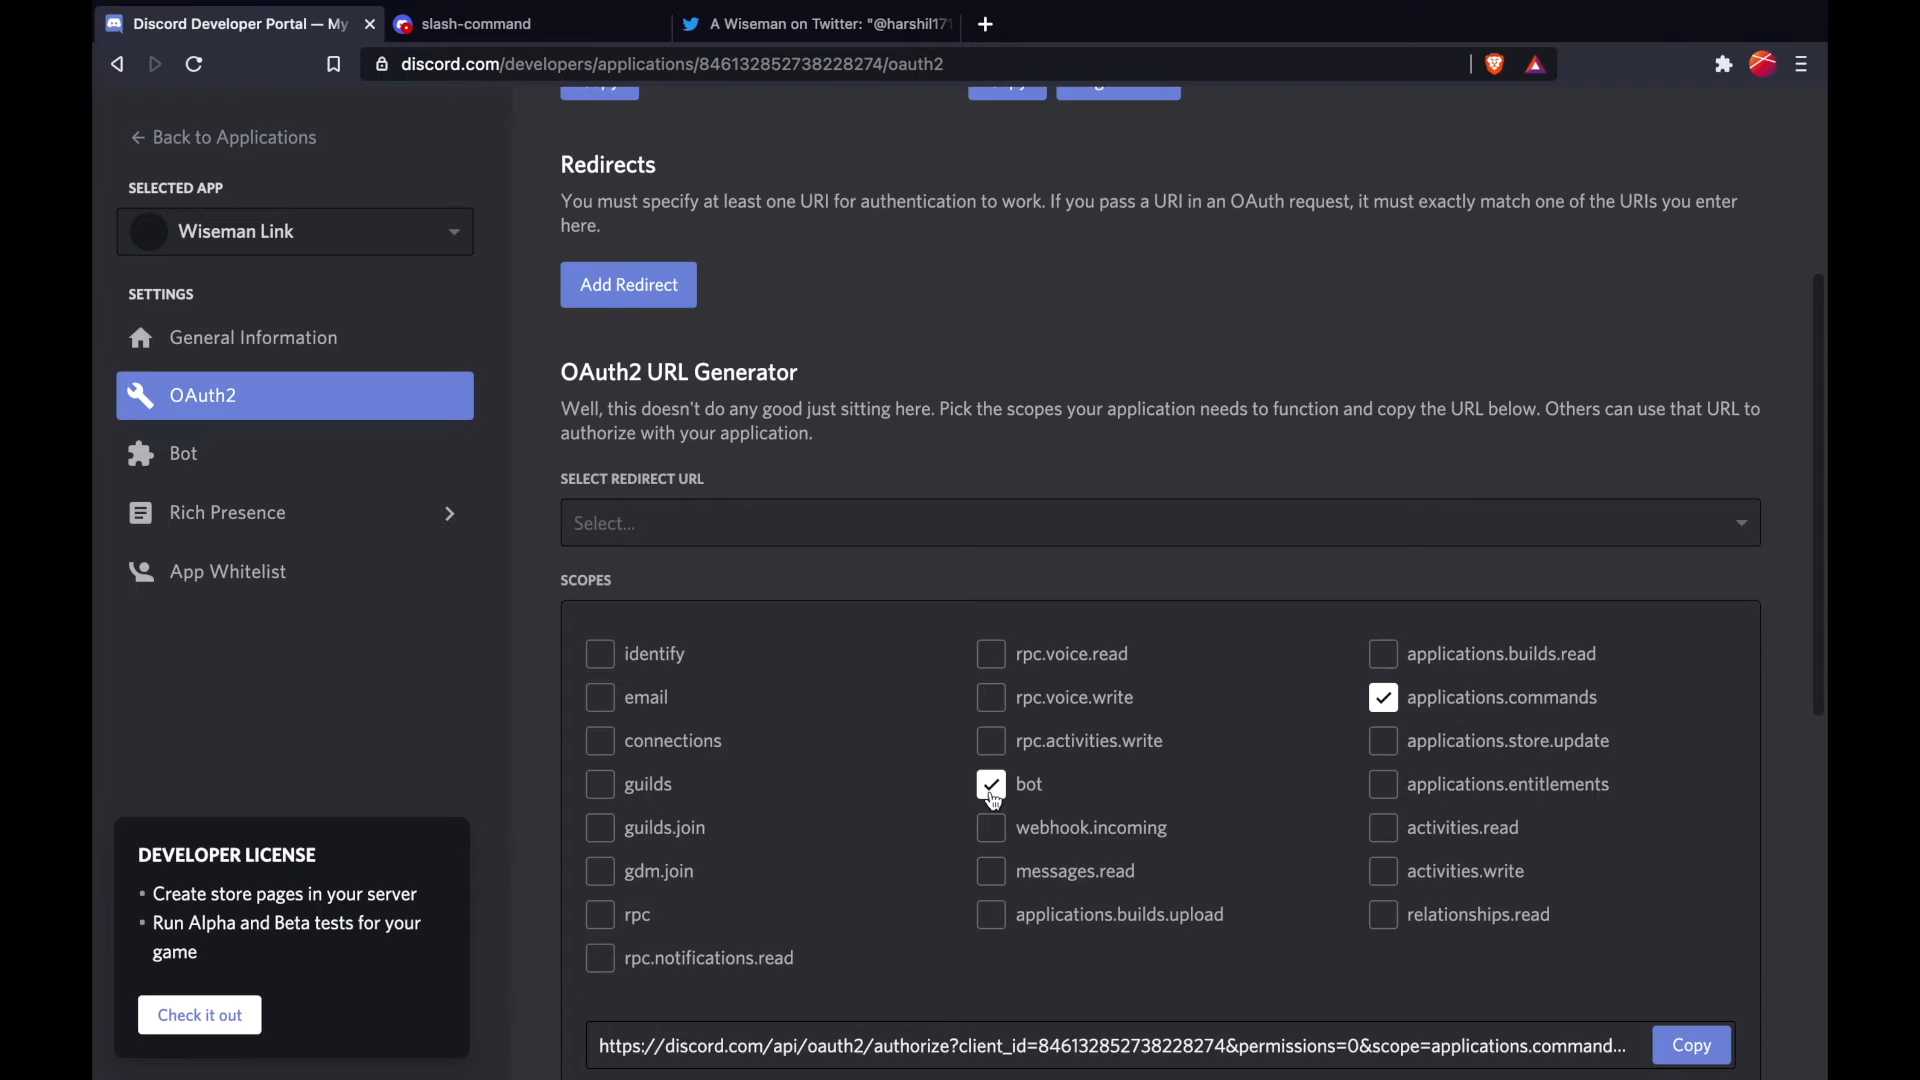 Discord Developer Portal — My
slash-command
A Wiseman on Twitter: "@harshil171
discord.com/developers/applications/846132852738228274/oauth2
Back to Applications
SELECTED APP
Wiseman Link
SETTINGS
General Information
OAuth2
Bot
Rich Presence
App Whitelist
DEVELOPER LICENSE
• Create store pages in your server
• Run Alpha and Beta tests for your
game
Check it out
Redirects
You must specify at least one URI for authentication to work. If you pass a URI in an OAuth request, it must exactly match one of the URIs you enter
here.
Add Redirect
OAuth2 URL Generator
Well, this doesn't do any good just sitting here. Pick the scopes your application needs to function and copy the URL below. Others can use that URL to
authorize with your application.
SELECT REDIRECT URL
Select...
SCOPES
identify
email
connections
guilds
guilds.join
gdm.join
rpc
rpc.notifications.read
rpc.voice.read
rpc.voice.write
rpc.activities.write
bot
webhook.incoming
messages.read
applications.builds.upload
applications.builds.read
applications.commands
applications.store.update
applications.entitlements
activities.read
activities.write
relationships.read
https://discord.com/api/oauth2/authorize?client_id=846132852738228274&permissions=0&scope=applications.command...
Copy